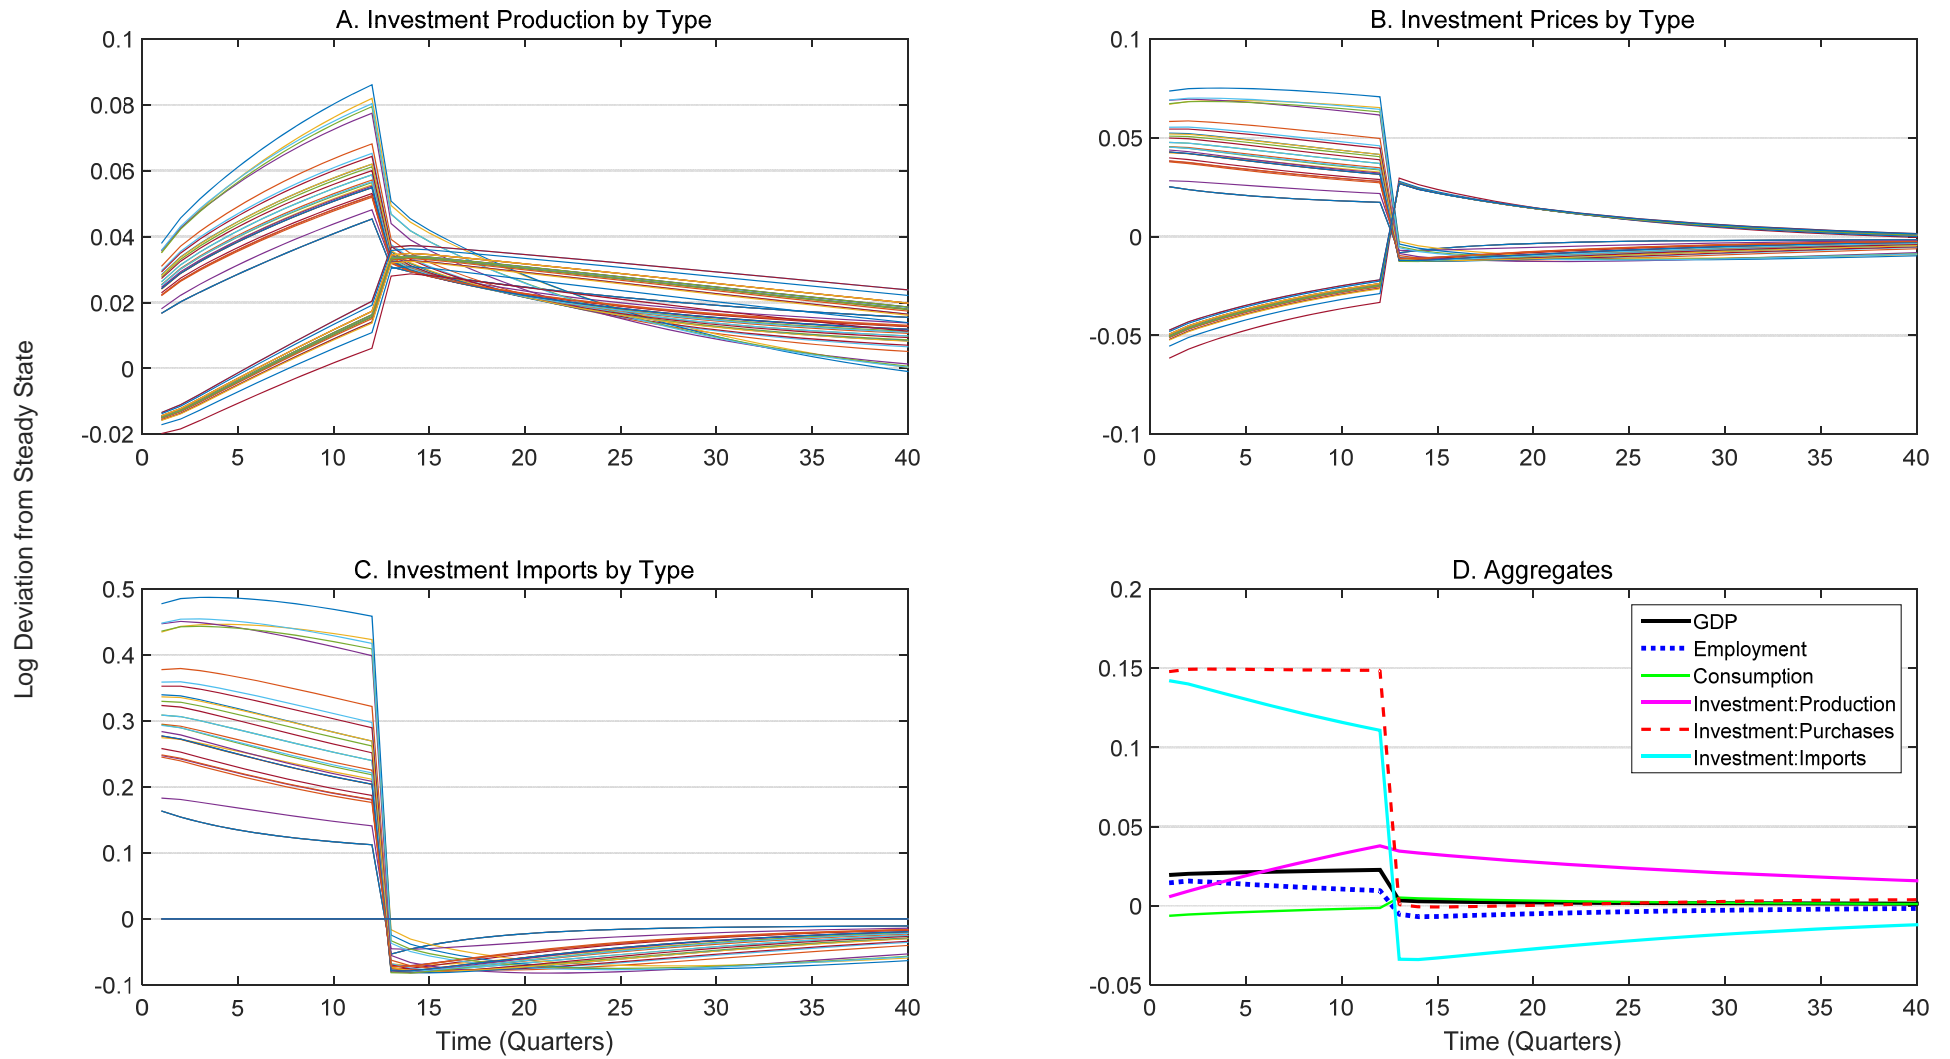 A. Investment Production by Type
0.1
0.08
0.06
0.04
0.02
0
-0.02
0 5 10 15 20 25 30 35 40
B. Investment Prices by Type
0.1
0.05
0
-0.05
-0.1
0 5 10 15 20 25 30 35 40
Log Deviation from Steady State
C. Investment Imports by Type
0.5
0.4
0.3
0.2
0.1
0
-0.1
0 5 10 15 20 25 30 35 40
Time (Quarters)
D. Aggregates
0.2
0.15
0.1
0.05
0
-0.05
0 5 10 15 20 25 30 35 40
Time (Quarters)
GDP
Employment
Consumption
Investment:Production
Investment:Purchases
Investment:Imports